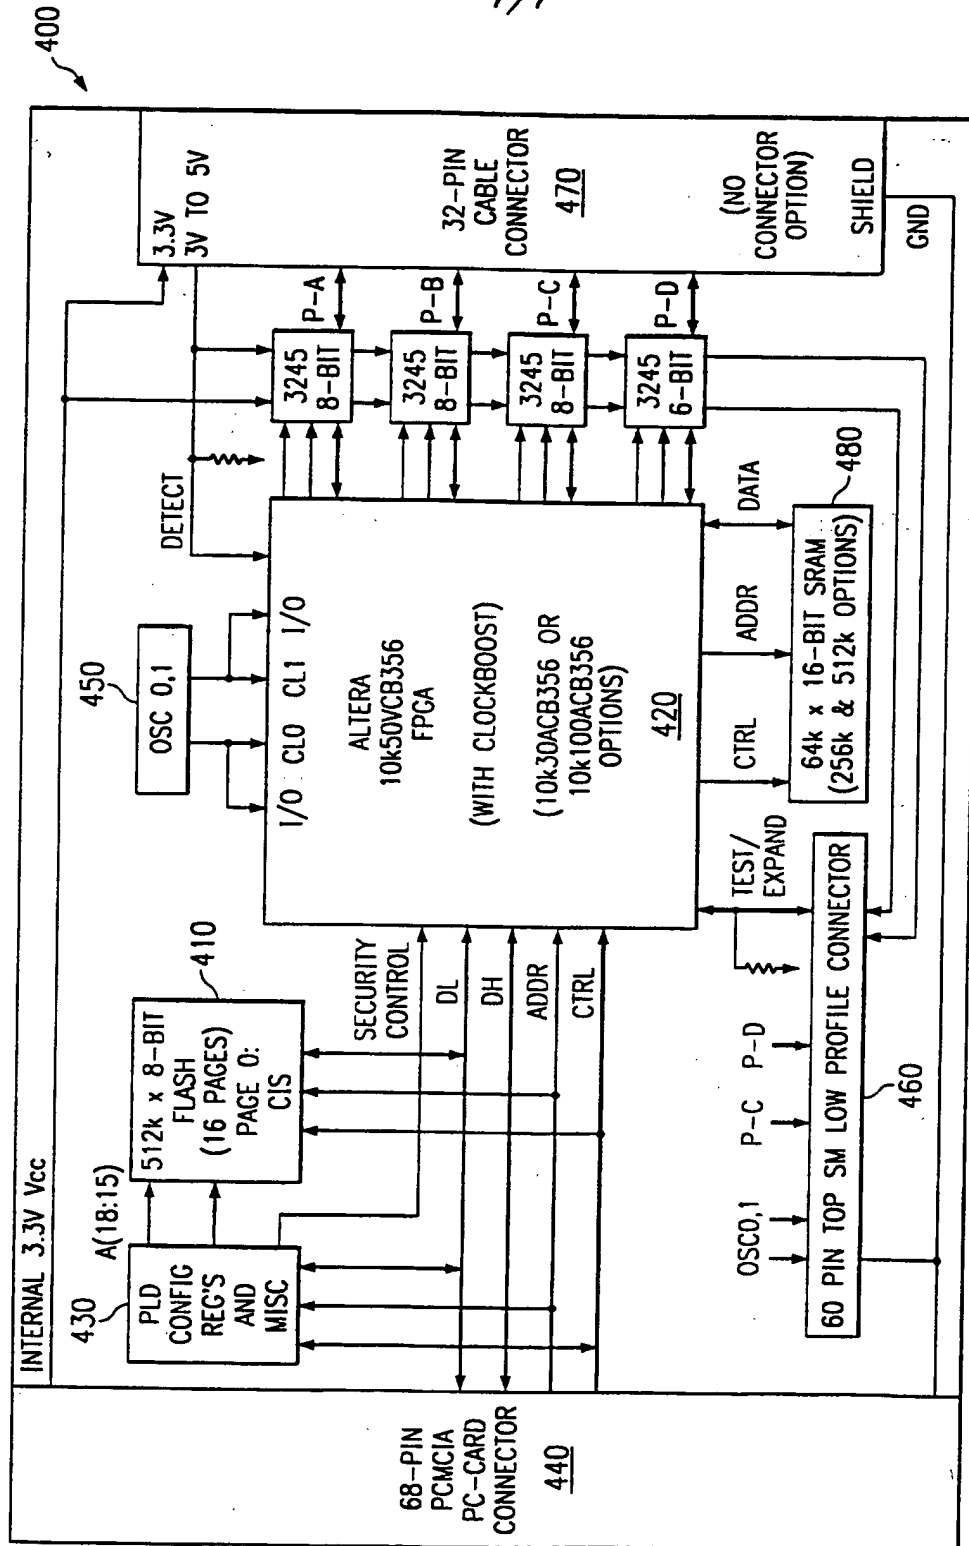 400
INTERNAL 3.3V Vcc
68-PIN
PCMCIA
PC-CARD
CONNECTOR
440
430
PLD
CONFIG
REG'S
AND
MISC
A(18:15)
410
512k x 8-BIT
FLASH
(16 PAGES)
PAGE 0:
CIS
SECURITY
CONTROL
DL
DH
ADDR
CTRL
450
OSC 0,1
I/O CL0 CL1 I/O
DETECT
ALTERA
10k50VCB356
FPGA
(WITH CLOCKBOOST)
(10k30ACB356 OR
10k100ACB356
OPTIONS)
420
3245
8-BIT
P-A
3245
8-BIT
P-B
3245
8-BIT
P-C
3245
6-BIT
P-D
3.3V
3V TO 5V
32-PIN
CABLE
CONNECTOR
470
(NO
CONNECTOR
OPTION)
SHIELD
GND
TEST/
EXPAND
CTRL
ADDR
DATA
64k x 16-BIT SRAM
(256k & 512k OPTIONS)
480
OSC0,1
P-C
P-D
60 PIN TOP SM LOW PROFILE CONNECTOR
460